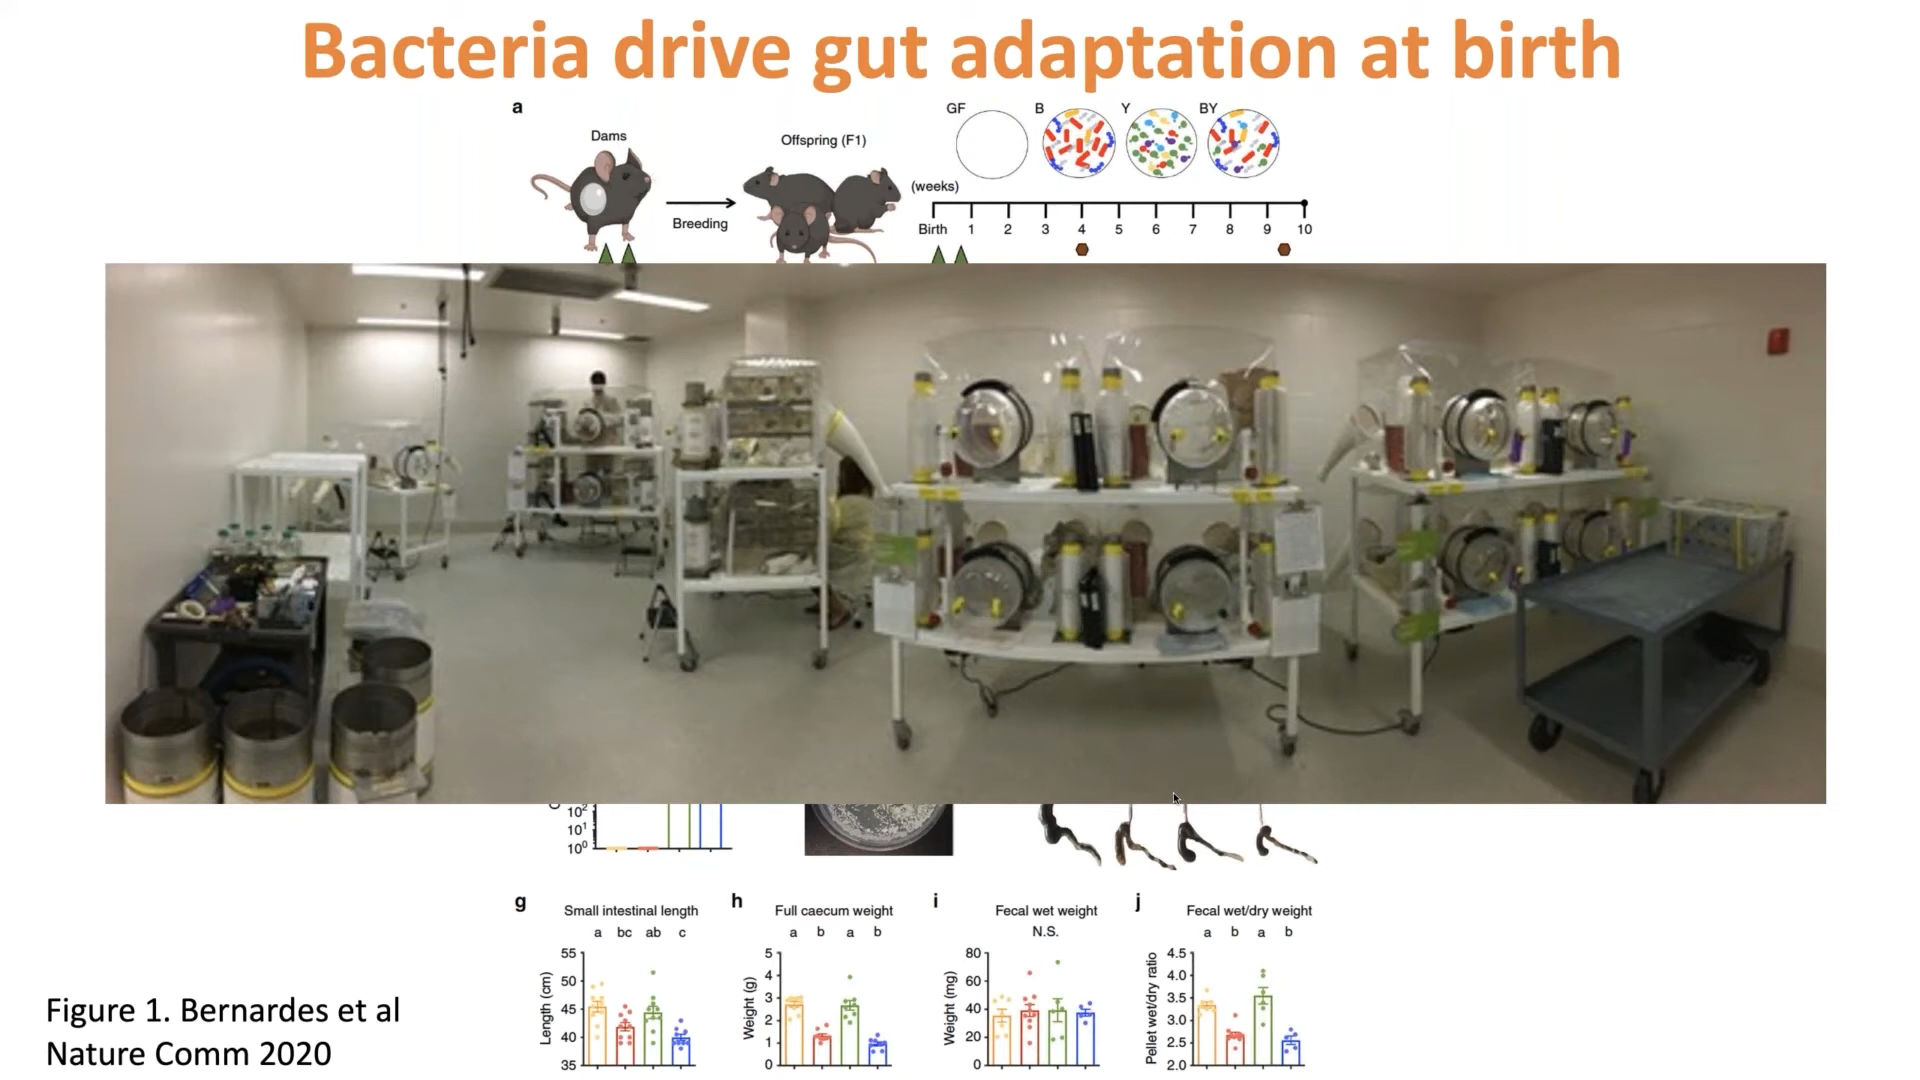 Bacteria drive gut adaptation at birth
a
GF B Y BY
Dams
Offspring (F1)
(weeks)
Breeding
Birth 1 2 3 4 5 6 7 8 9 10
10²
10¹
10⁰
g
Small intestinal length
a bc ab c
55
50
45
40
35
Length (cm)
h
Full caecum weight
a b a b
5
4
3
2
1
0
Weight (g)
i
Fecal wet weight
N.S.
80
60
40
20
0
Weight (mg)
j
Fecal wet/dry weight
a b a b
4.5
4.0
3.5
3.0
2.5
2.0
Pellet wet/dry ratio
Figure 1. Bernardes et al
Nature Comm 2020